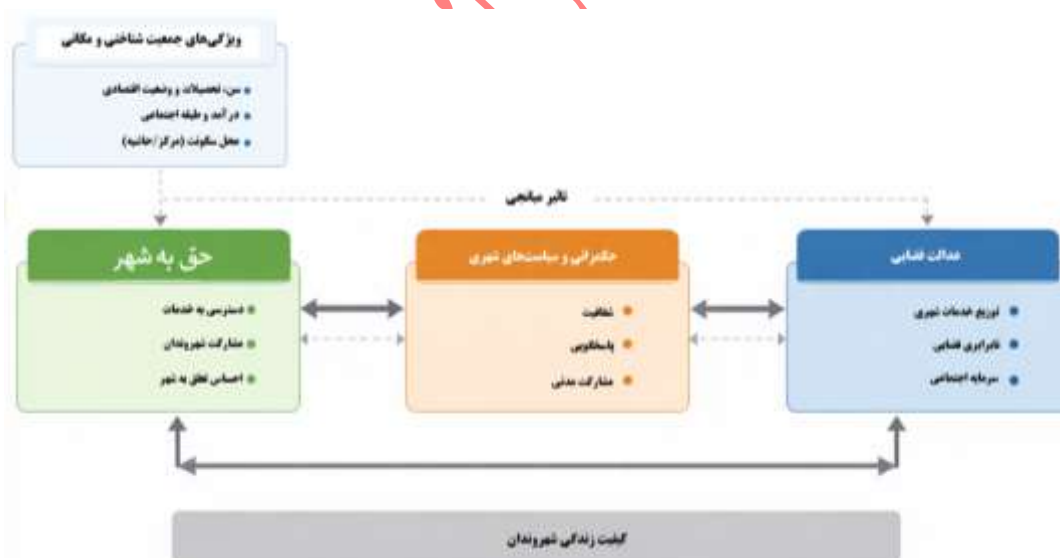 ویژگی‌های جمعیت شناختی و مکانی
سن، تحصیلات و وضعیت اقتصادی
درآمد و طبقه اجتماعی
محل سکونت (مرکز/حاشیه)
تاثیر میانجی
عدالت فضایی
توزیع خدمات شهری
نابرابری فضایی
سرمایه اجتماعی
حکمرانی و سیاست‌های شهری
شفافیت
پاسخگویی
مشارکت مدنی
حق به شهر
دسترسی به خدمات
مشارکت شهروندان
احساس تعلق به شهر
کیفیت زندگی شهروندان